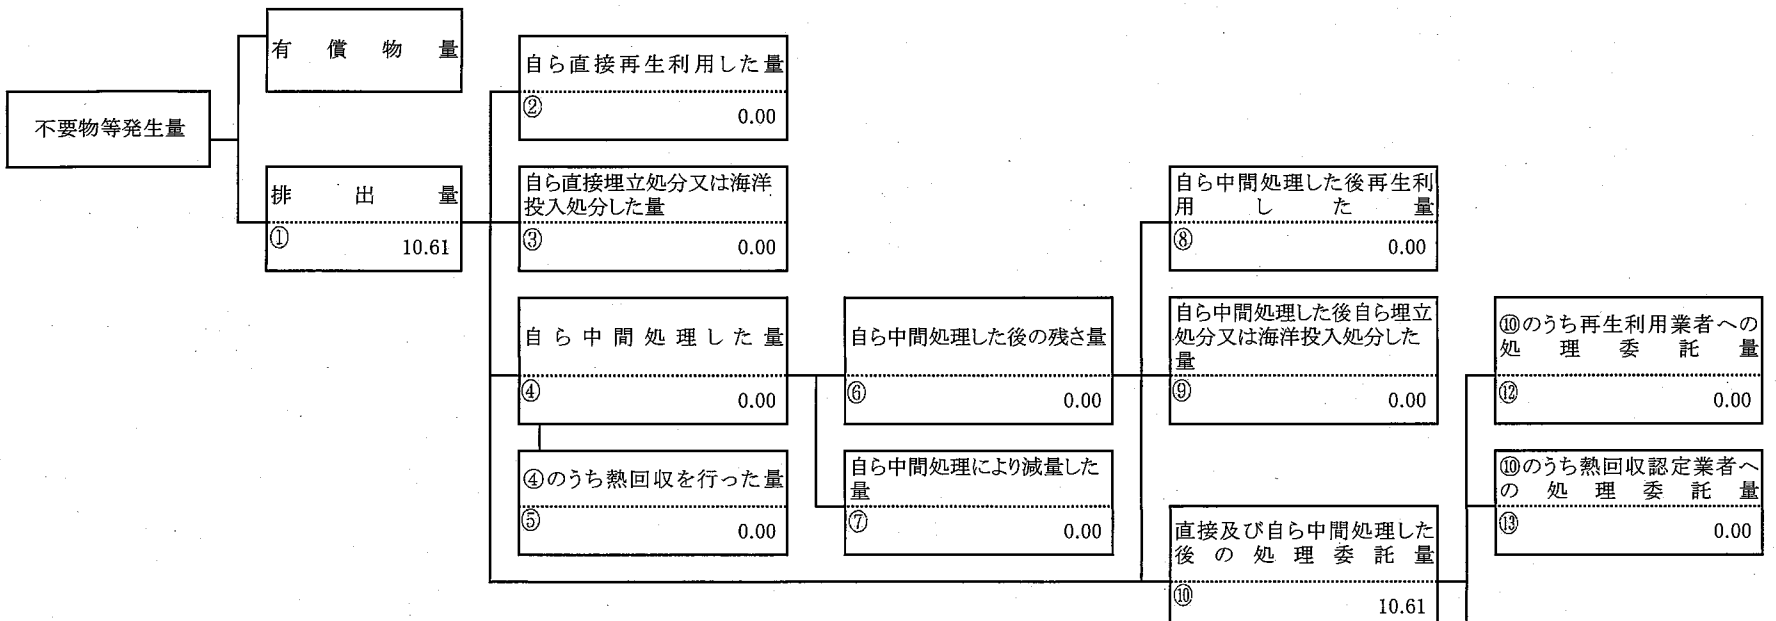 有償物量
不要物等発生量
排出量
①
10.61
自ら直接再生利用した量
②
0.00
自ら直接埋立処分又は海洋
投入処分した量
③
0.00
自ら中間処理した量
④
0.00
④のうち熱回収を行った量
⑤
0.00
自ら中間処理した後の残さ量
⑥
0.00
自ら中間処理により減量した
量
⑦
0.00
自ら中間処理した後再生利
用した量
⑧
0.00
自ら中間処理した後自ら埋立
処分又は海洋投入処分した
量
⑨
0.00
直接及び自ら中間処理した
後の処理委託量
⑩
10.61
⑩のうち再生利用業者への
処理委託量
⑫
0.00
⑩のうち熱回収認定業者へ
の処理委託量
⑬
0.00